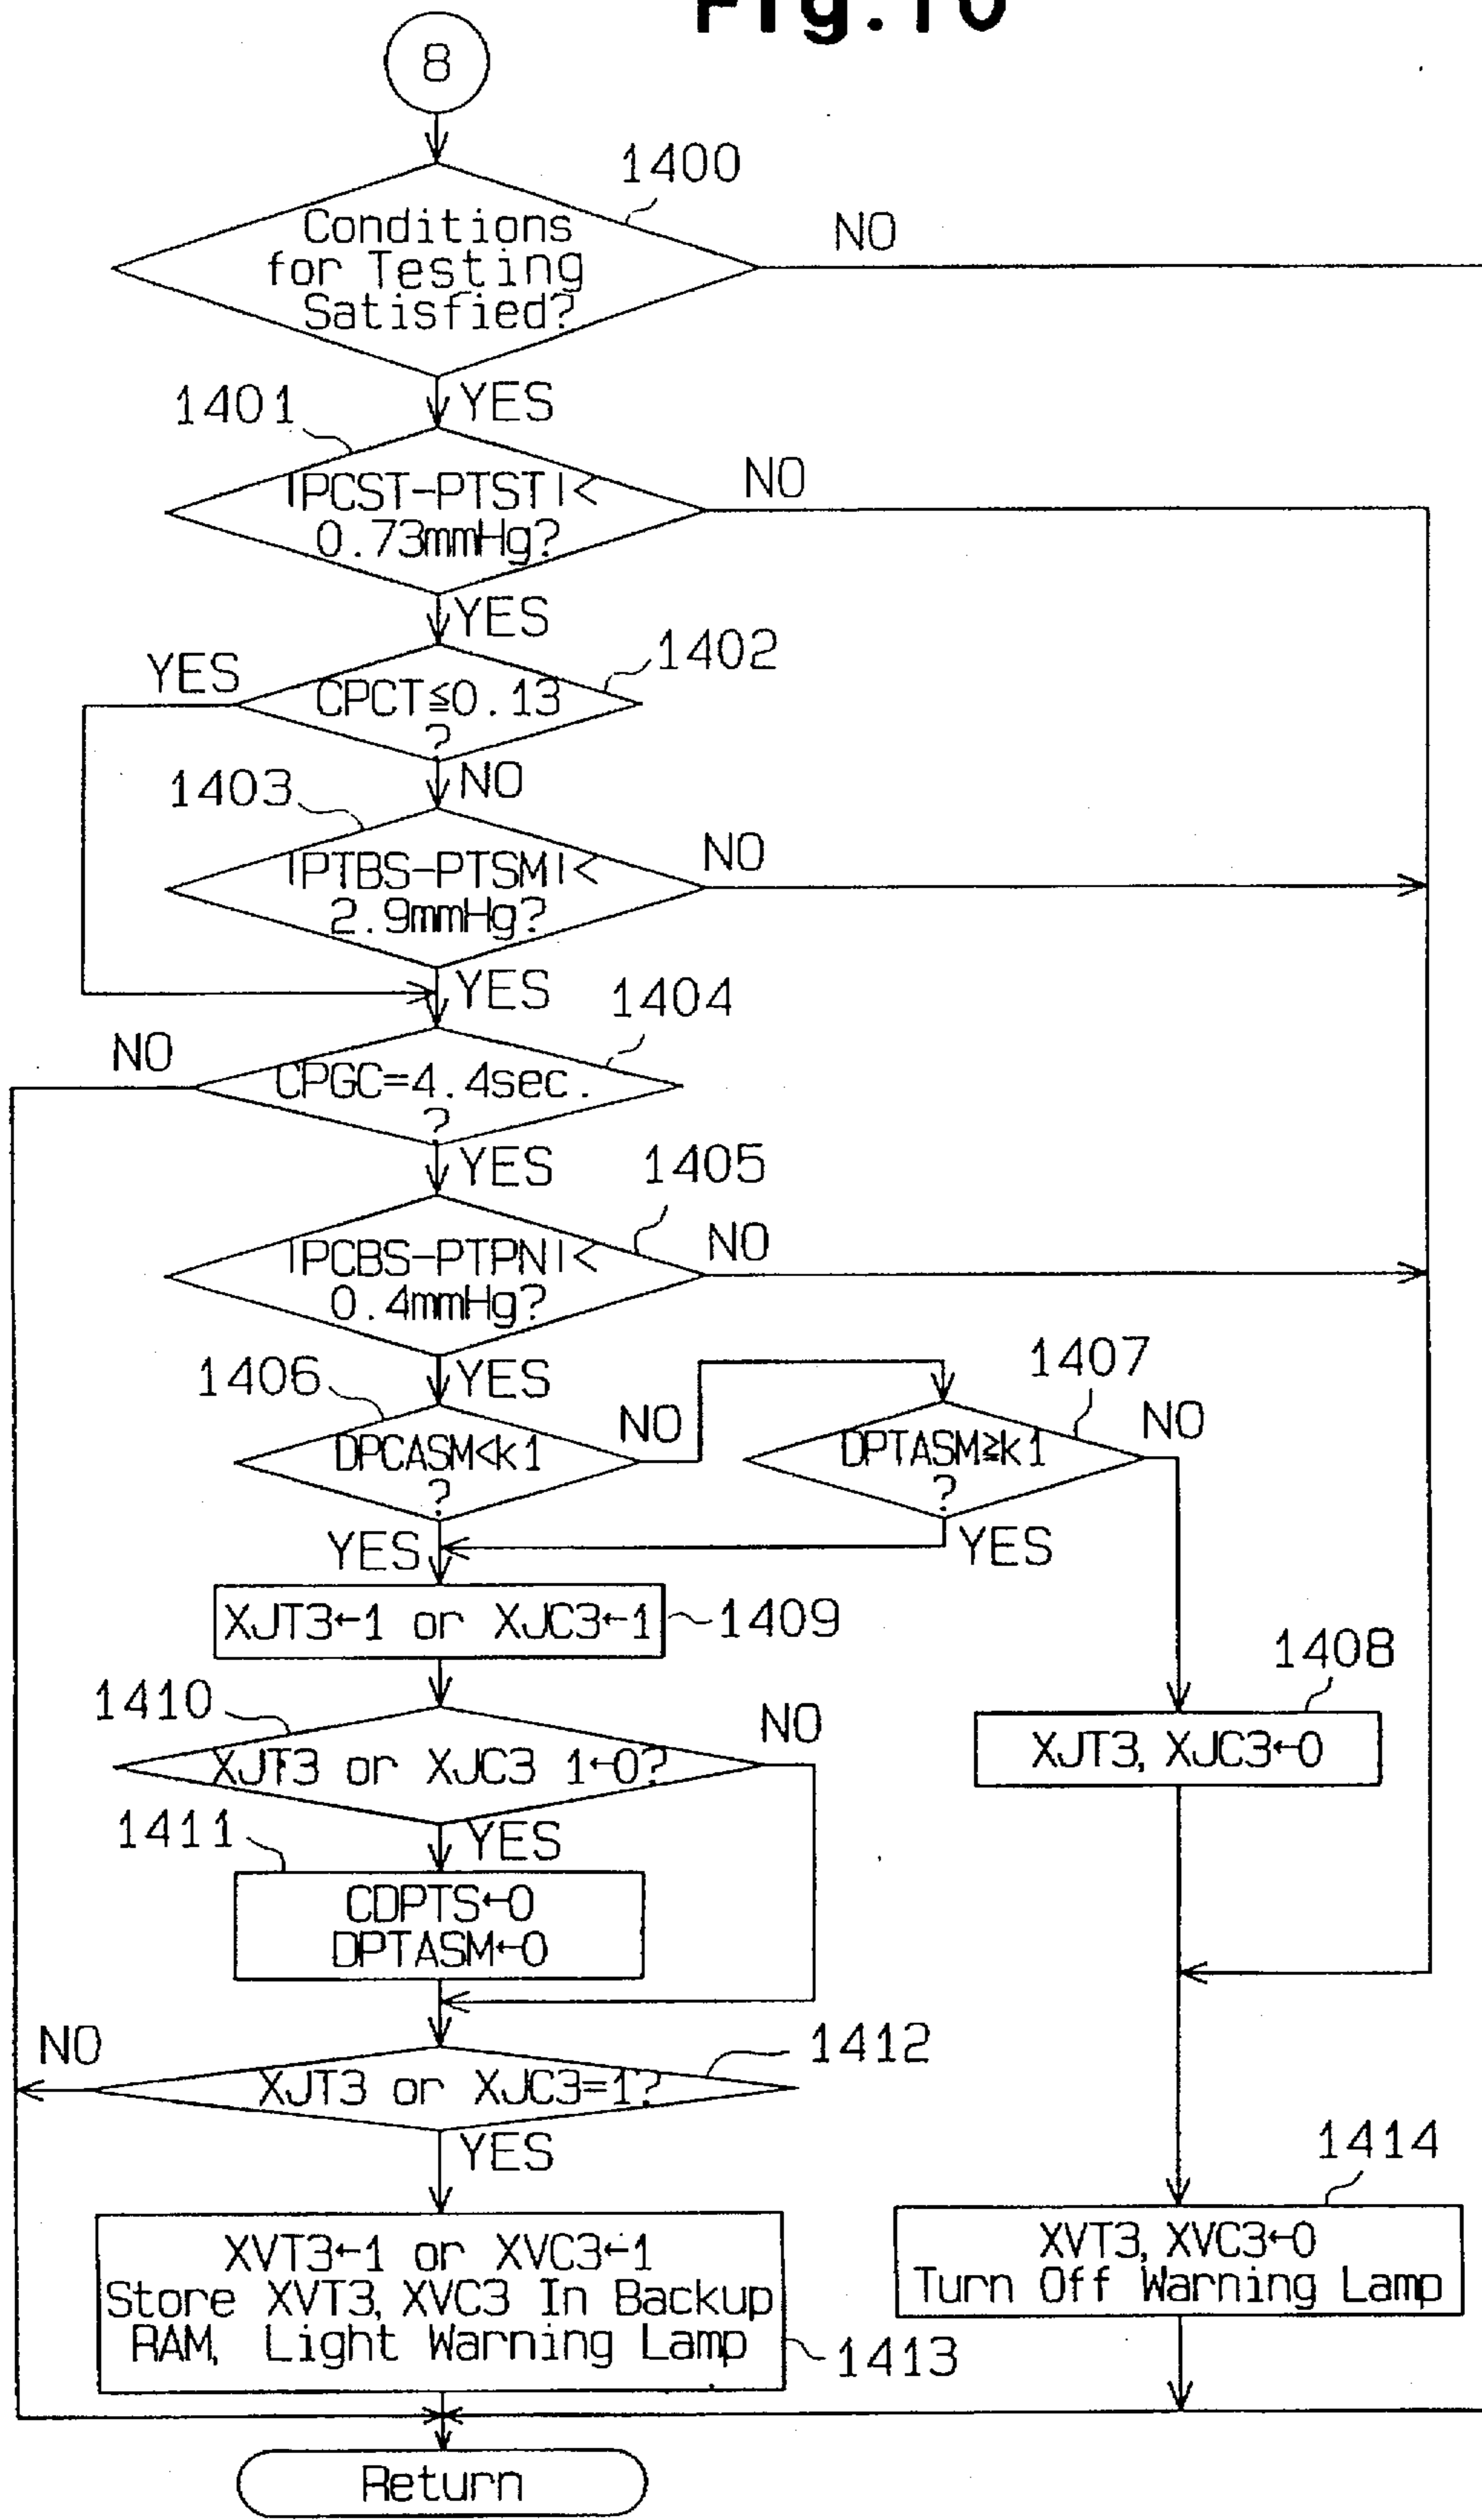 Fig.10
8
1400
Conditions
for Testing
Satisfied?
NO
YES
1401
|PCST-PTST|<
0.73mmHg?
NO
YES
1402
YES
CPCT≦0.13
?
NO
1403
|PTBS-PTSM|<
2.9mmHg?
NO
YES
1404
NO
CPGC=4.4sec.
?
YES
1405
|PCBS-PTPN|<
0.4mmHg?
NO
YES
1406
DPCASM<k1
?
NO
1407
DPTASM≧k1
?
NO
YES
YES
XJT3←1 or XJC3←1
1409
1408
XJT3, XJC3←0
1410
XJT3 or XJC3 1←0?
NO
YES
1411
CDPTS←0
DPTASM←0
1412
NO
XJT3 or XJC3=1?
YES
1414
XVT3←1 or XVC3←1
Store XVT3, XVC3 In Backup
RAM, Light Warning Lamp
1413
XVT3, XVC3←0
Turn Off Warning Lamp
Return